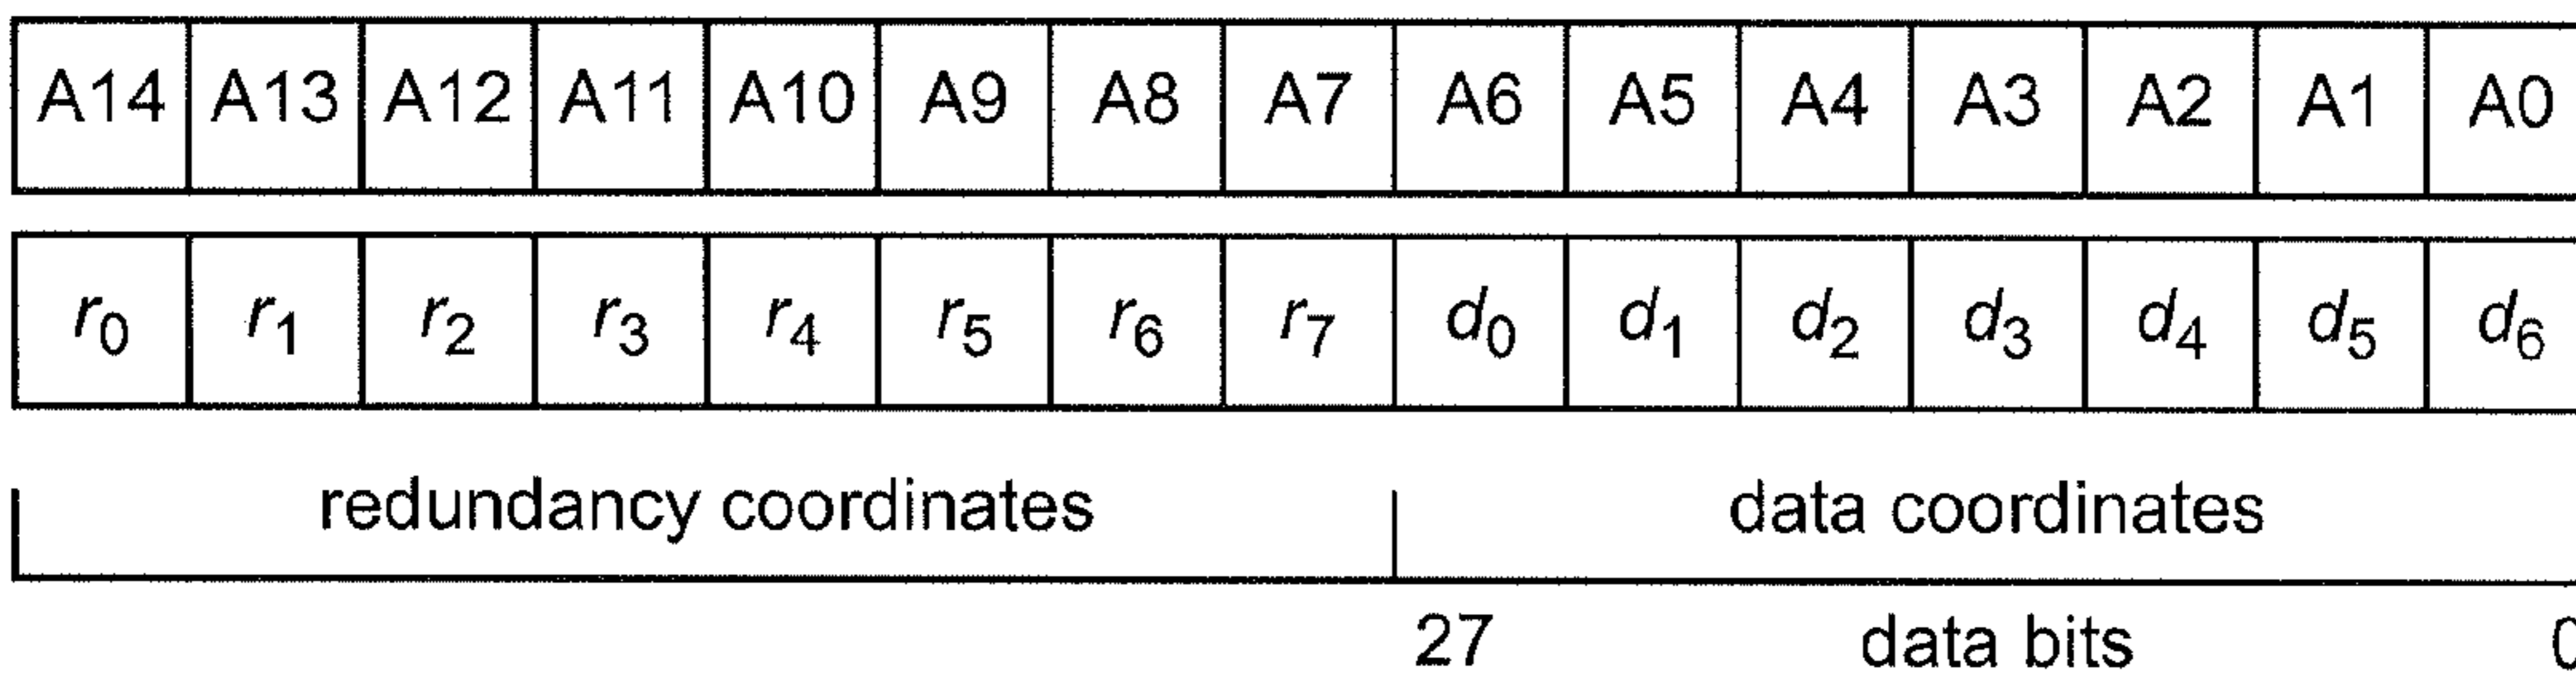 A14 A13 A12 A11 A10 A9 A8 A7 A6 A5 A4 A3 A2 A1 A0
r0 r1 r2 r3 r4 r5 r6 r7 d0 d1 d2 d3 d4 d5 d6
redundancy coordinates data coordinates
27 data bits 0